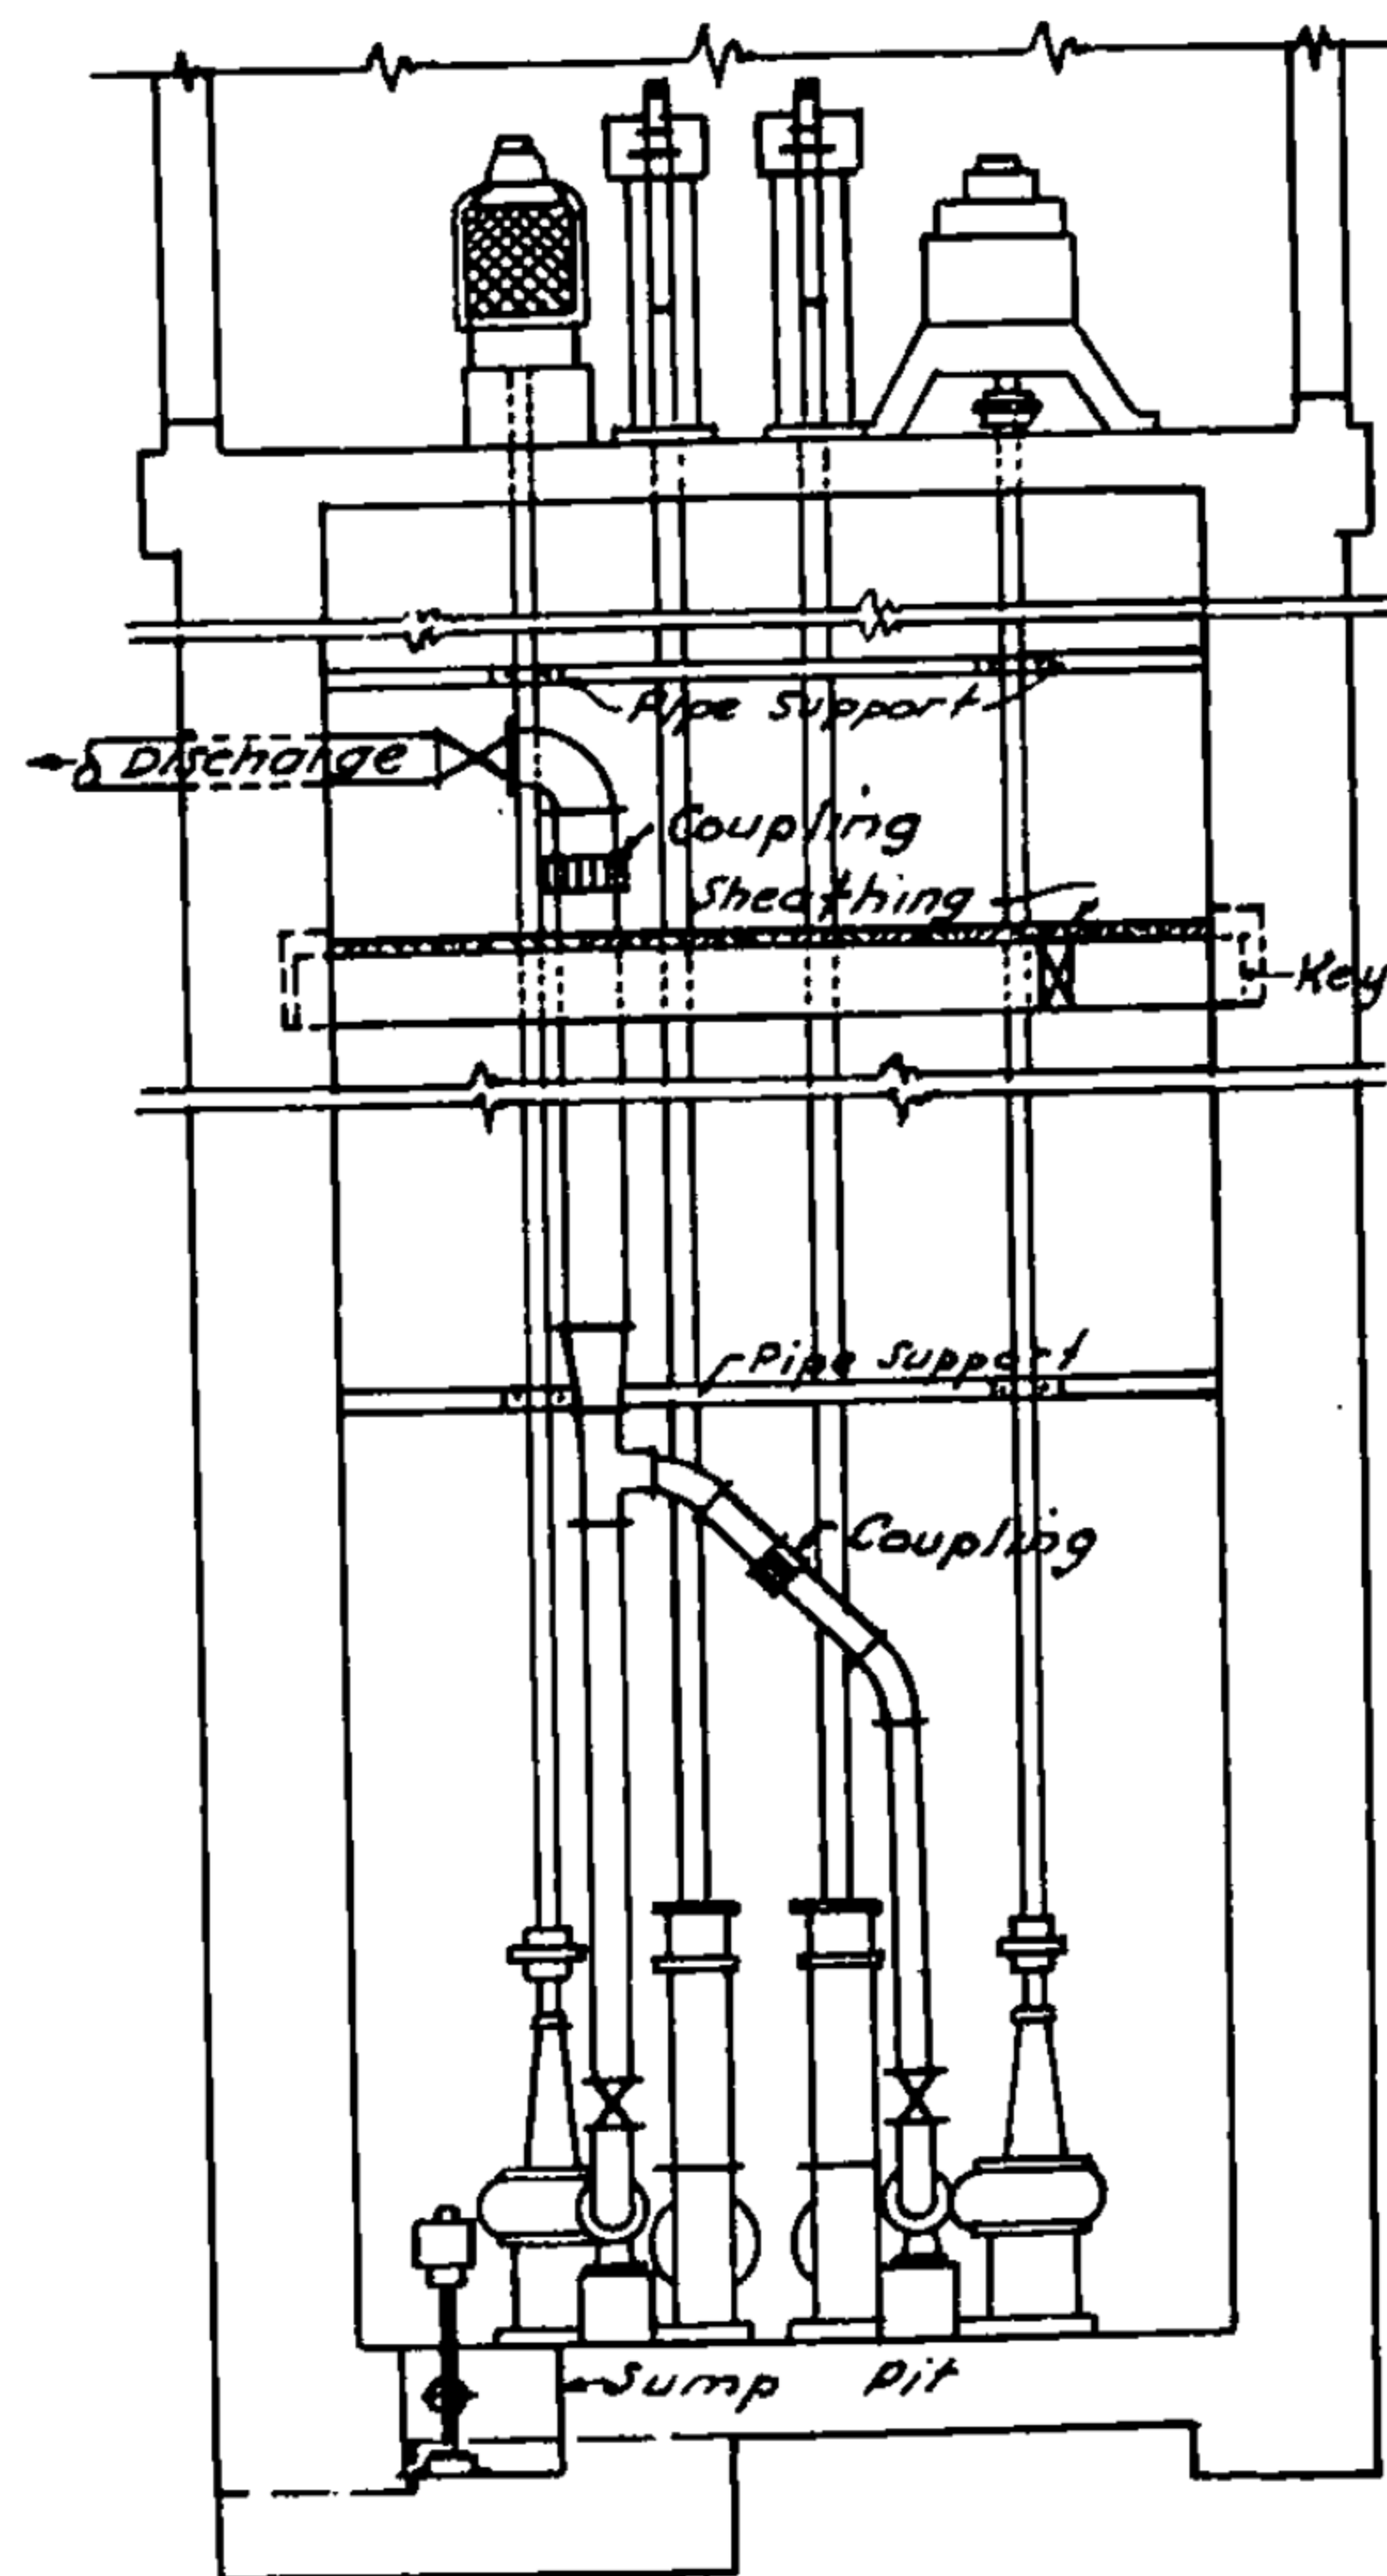 Pipe Support
Discharge
Coupling
Sheathing
Key
Pipe Support
Coupling
Sump Pit